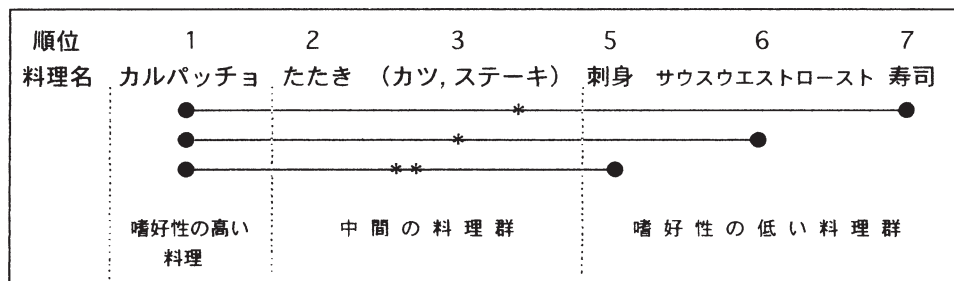 順位 1 2 3 5 6 7
料理名 カルパッチョ たたき （カツ, ステーキ） 刺身 サウスウエストロースト 寿司
*
*
**
嗜好性の高い 中間の料理群 嗜好性の低い料理群
料理